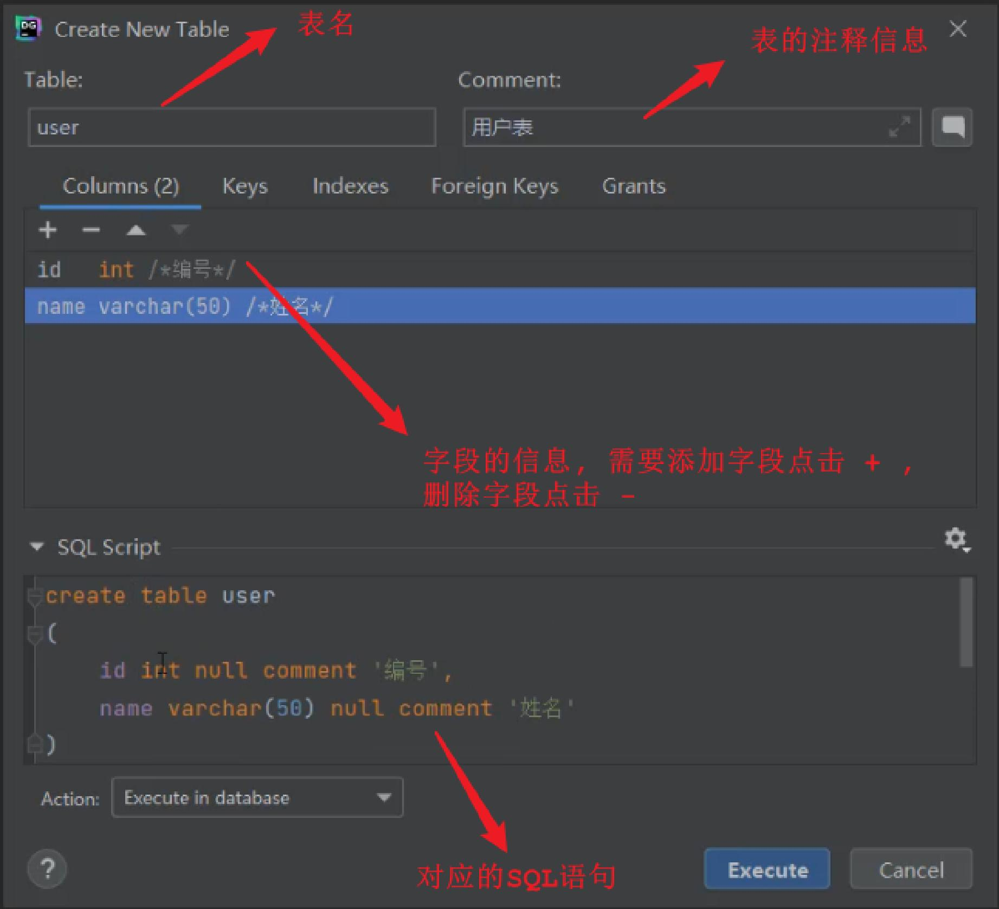 DG
Create New Table
表名
表的注释信息
Table:
Comment:
user
用户表
Columns (2)
Keys
Indexes
Foreign Keys
Grants
id int /*编号*/
name varchar(50) /*姓名*/
字段的信息, 需要添加字段点击 + ,
删除字段点击 -
SQL Script
create table user
(
id int null comment '编号',
name varchar(50) null comment '姓名'
)
Action:
Execute in database
对应的SQL语句
?
Execute
Cancel